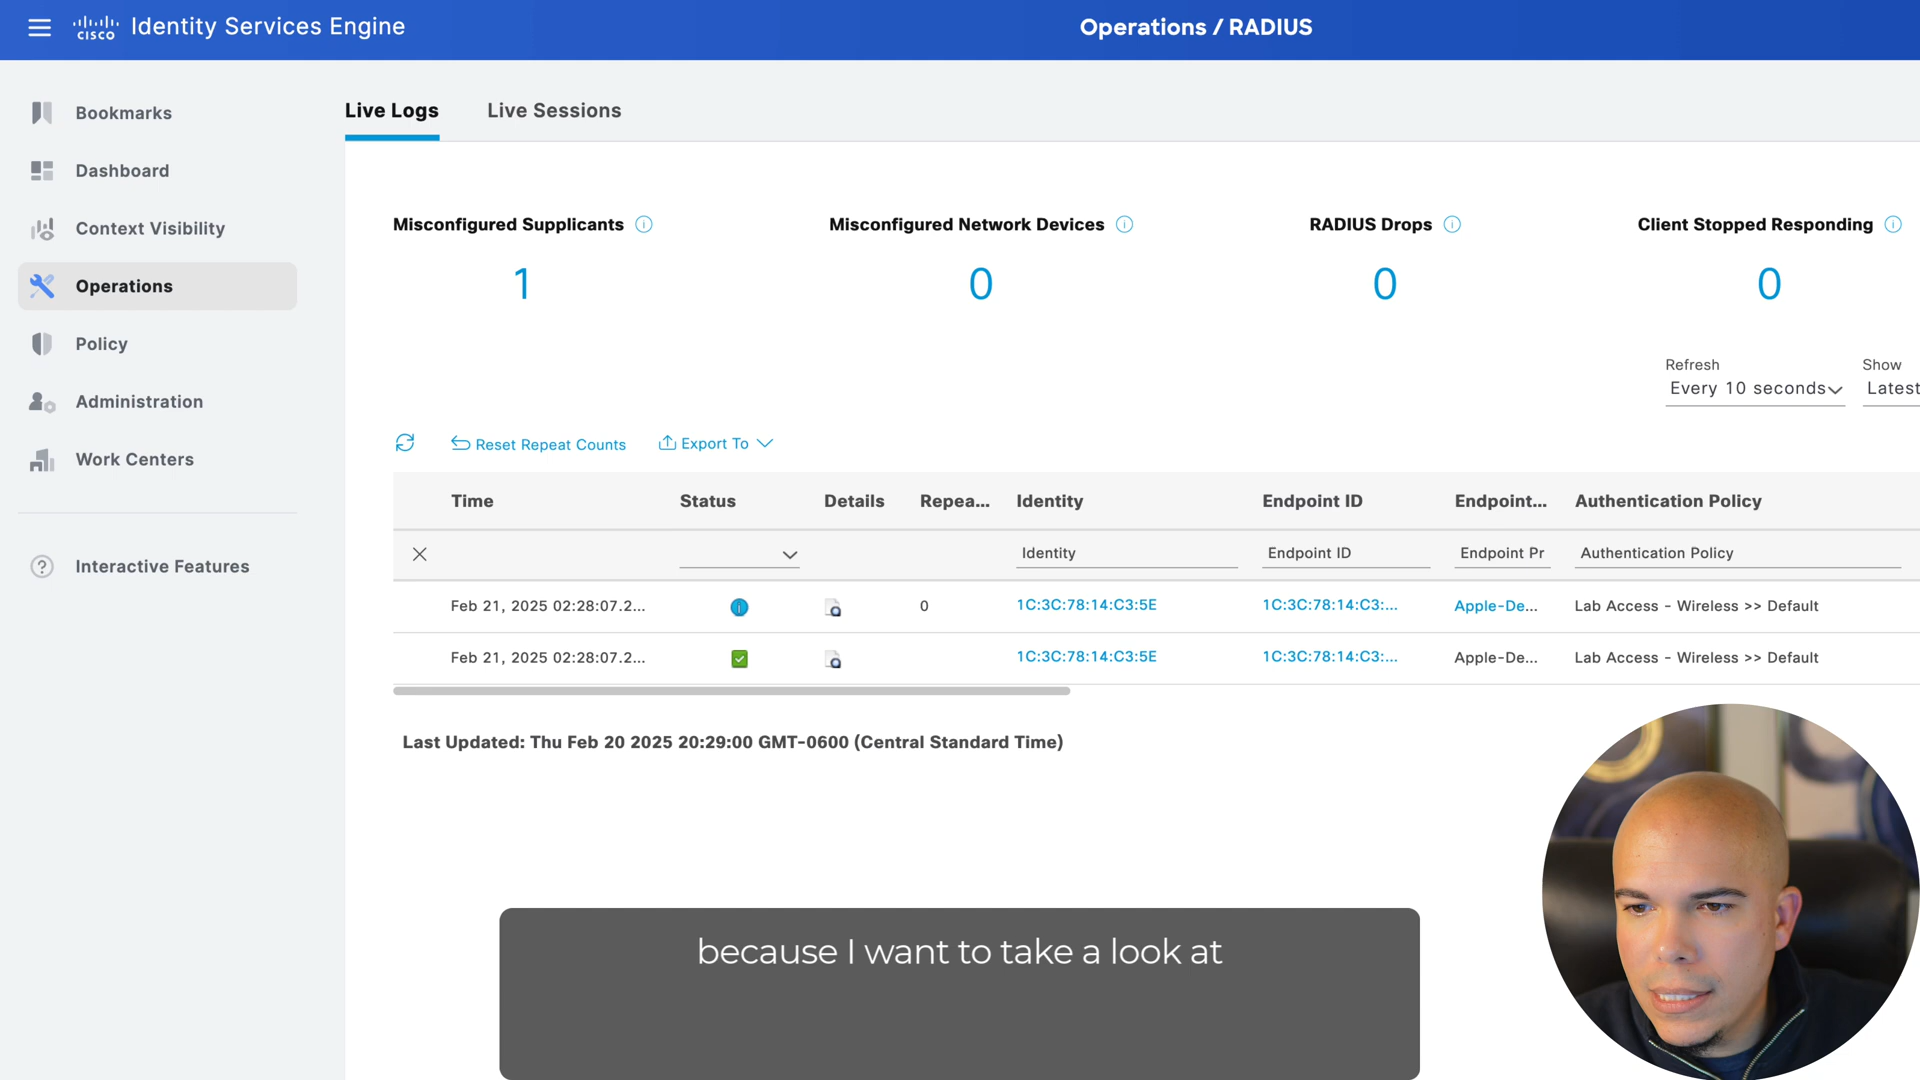 CISCO Identity Services Engine
Operations / RADIUS
Bookmarks
Dashboard
Context Visibility
Operations
Policy
Administration
Work Centers
Interactive Features
Live Logs Live Sessions
Misconfigured Supplicants Misconfigured Network Devices RADIUS Drops Client Stopped Responding
1 0 0 0
Refresh Show
Every 10 seconds Latest
Reset Repeat Counts Export To
Time Status Details Repea... Identity Endpoint ID Endpoint... Authentication Policy
Identity Endpoint ID Endpoint Pr Authentication Policy
Feb 21, 2025 02:28:07.2... 0 1C:3C:78:14:C3:5E 1C:3C:78:14:C3:... Apple-De... Lab Access - Wireless >> Default
Feb 21, 2025 02:28:07.2... 1C:3C:78:14:C3:5E 1C:3C:78:14:C3:... Apple-De... Lab Access - Wireless >> Default
Last Updated: Thu Feb 20 2025 20:29:00 GMT-0600 (Central Standard Time)
because I want to take a look at